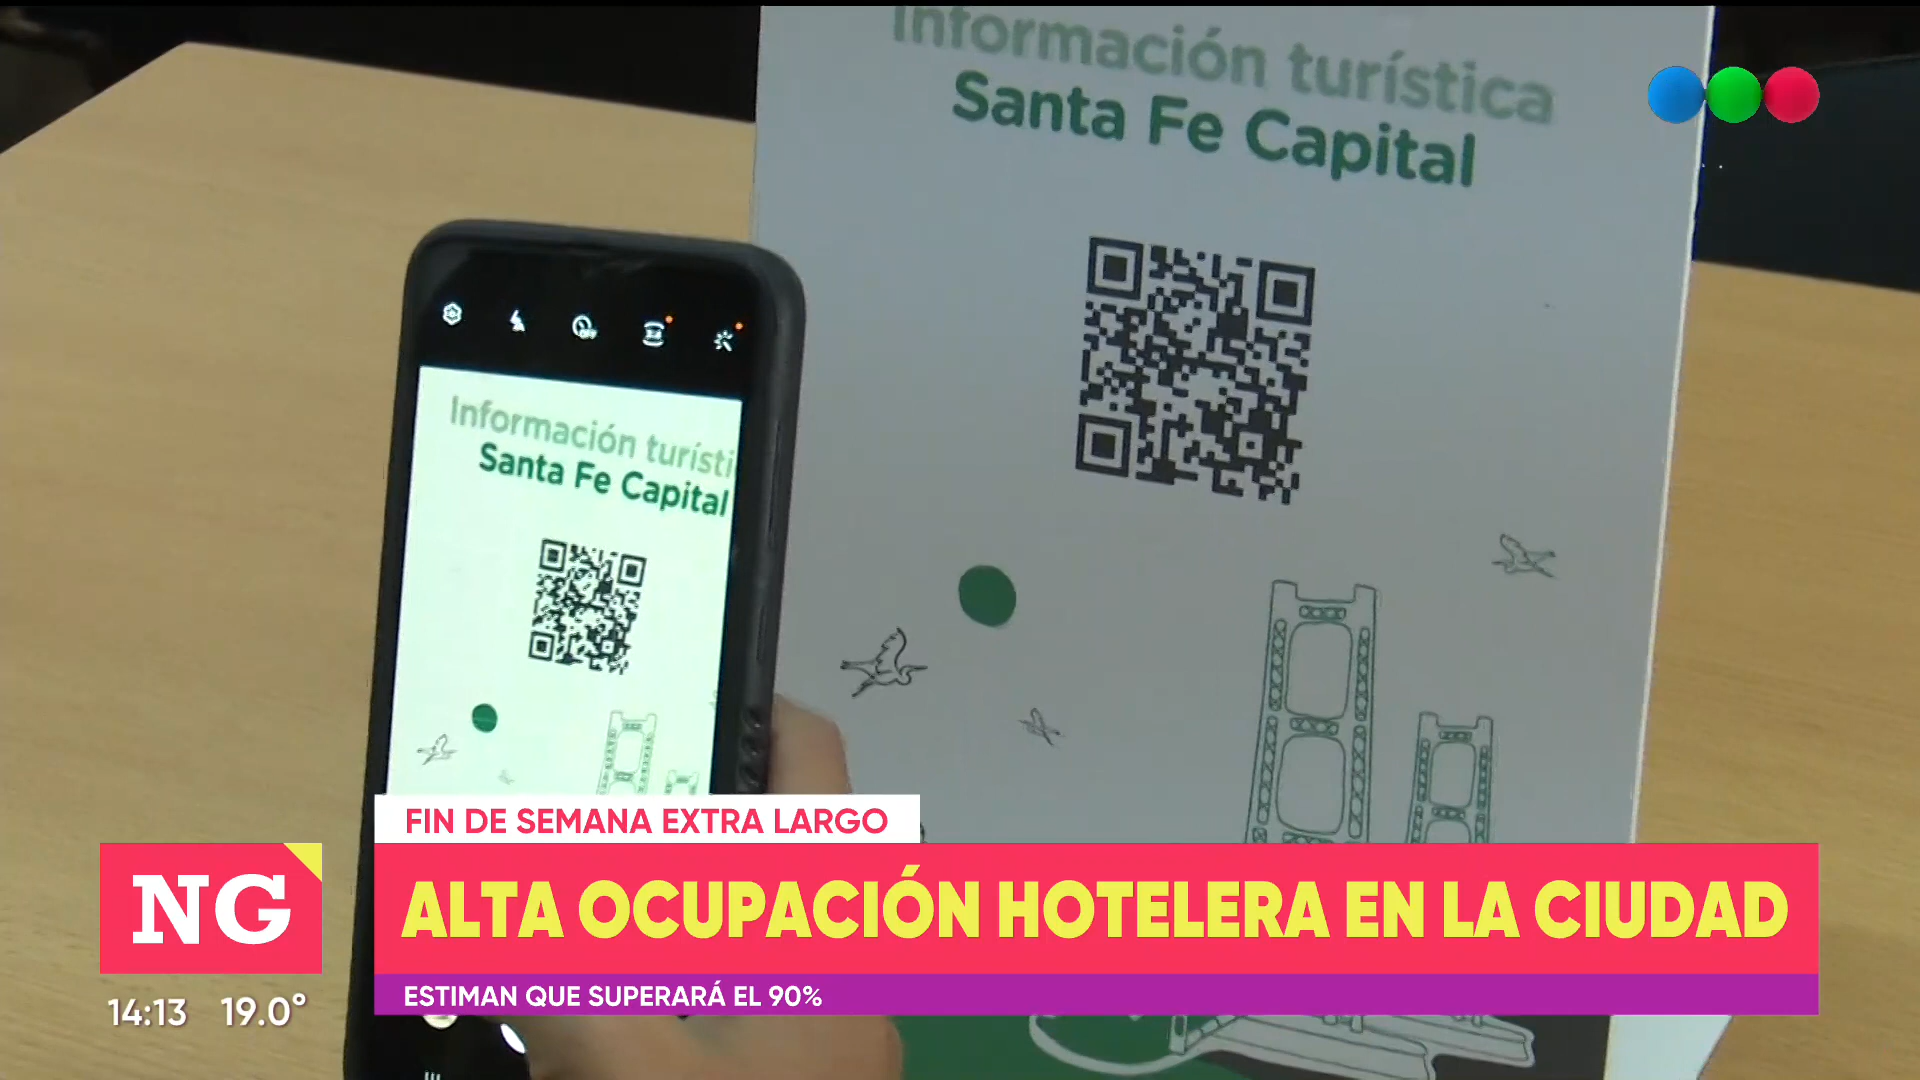 Información turística
Santa Fe Capital
Información turísti
Santa Fe Capital
FIN DE SEMANA EXTRA LARGO
NG
ALTA OCUPACIÓN HOTELERA EN LA CIUDAD
ESTIMAN QUE SUPERARÁ EL 90%
14:13 19.0°